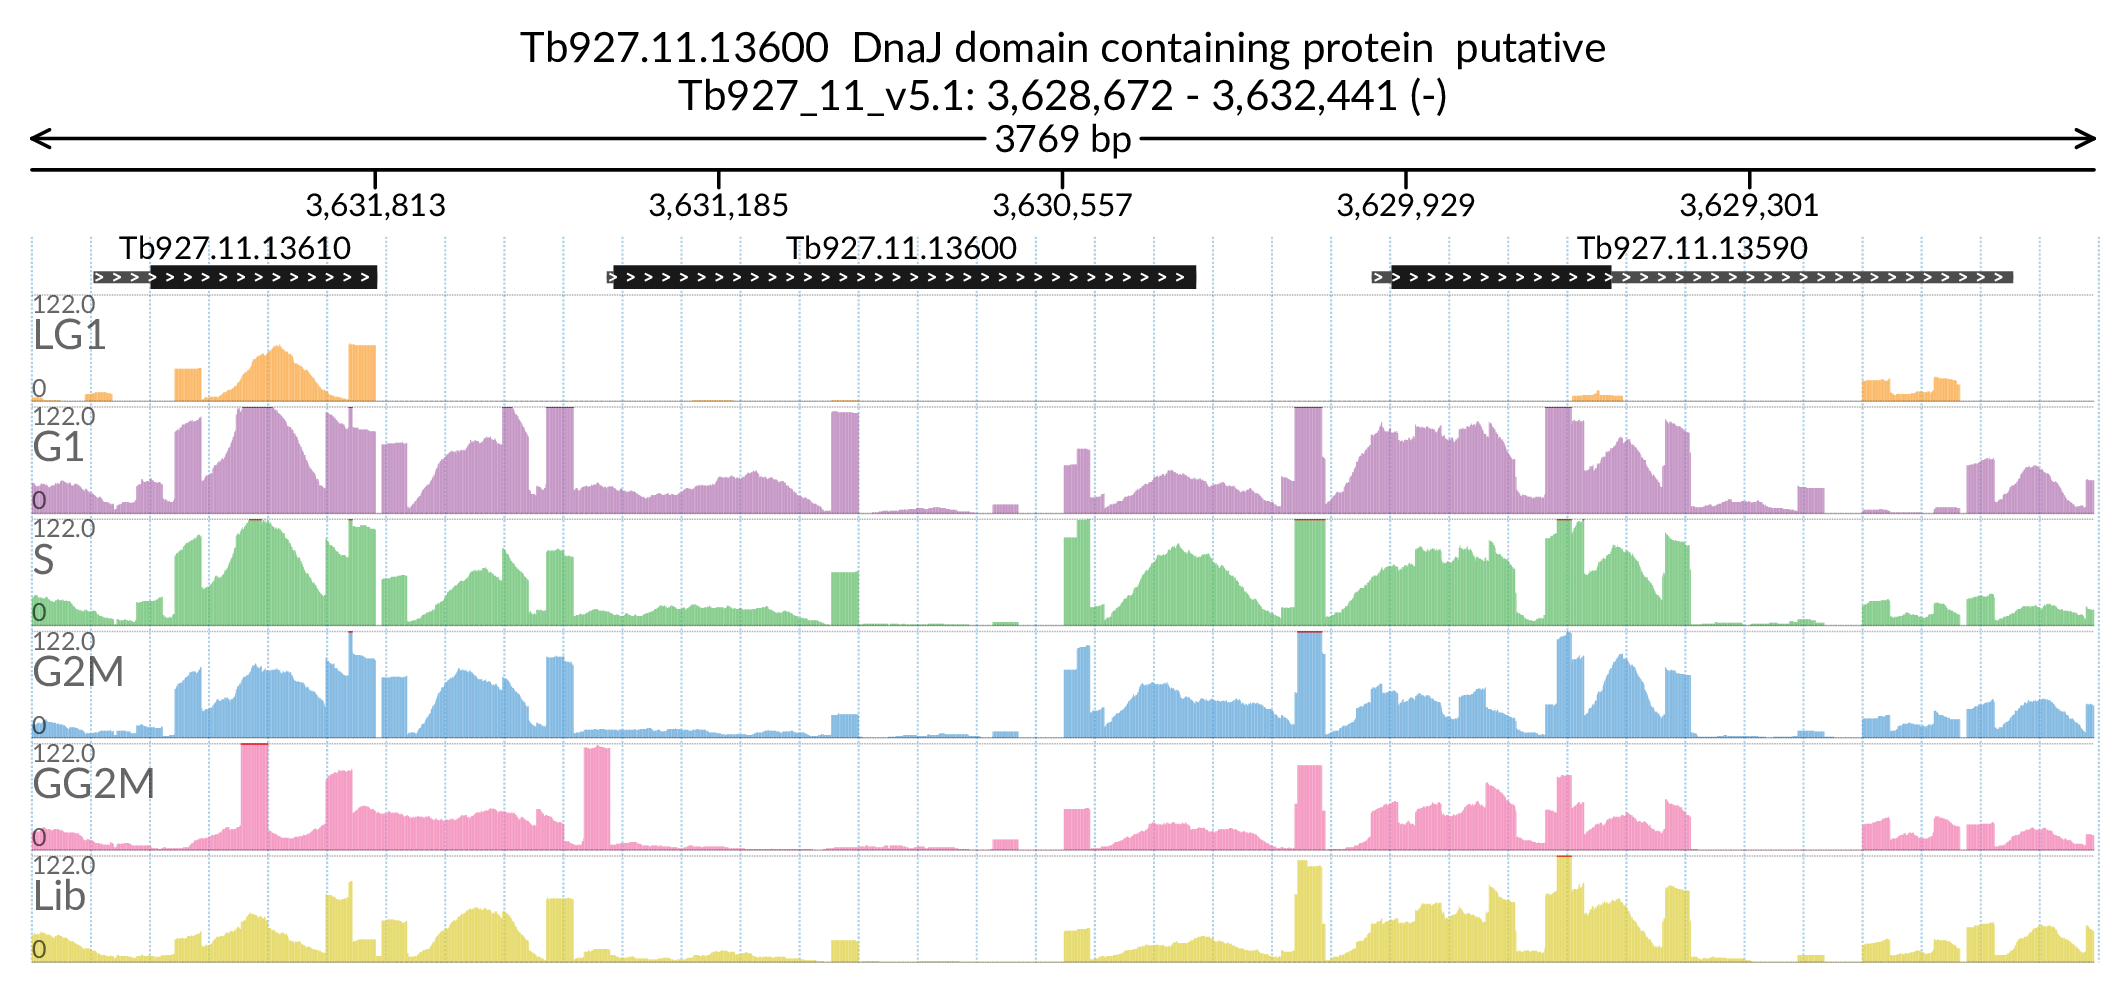 Tb927.11.13600  DnaJ domain containing protein  putative
Tb927_11_v5.1: 3,628,672 - 3,632,441 (-)
3769 bp
3,631,813 3,631,185 3,630,557 3,629,929 3,629,301
Tb927.11.13610 Tb927.11.13600 Tb927.11.13590
122.0
LG1
0
122.0
G1
0
122.0
S
0
122.0
G2M
0
122.0
GG2M
0
122.0
Lib
0